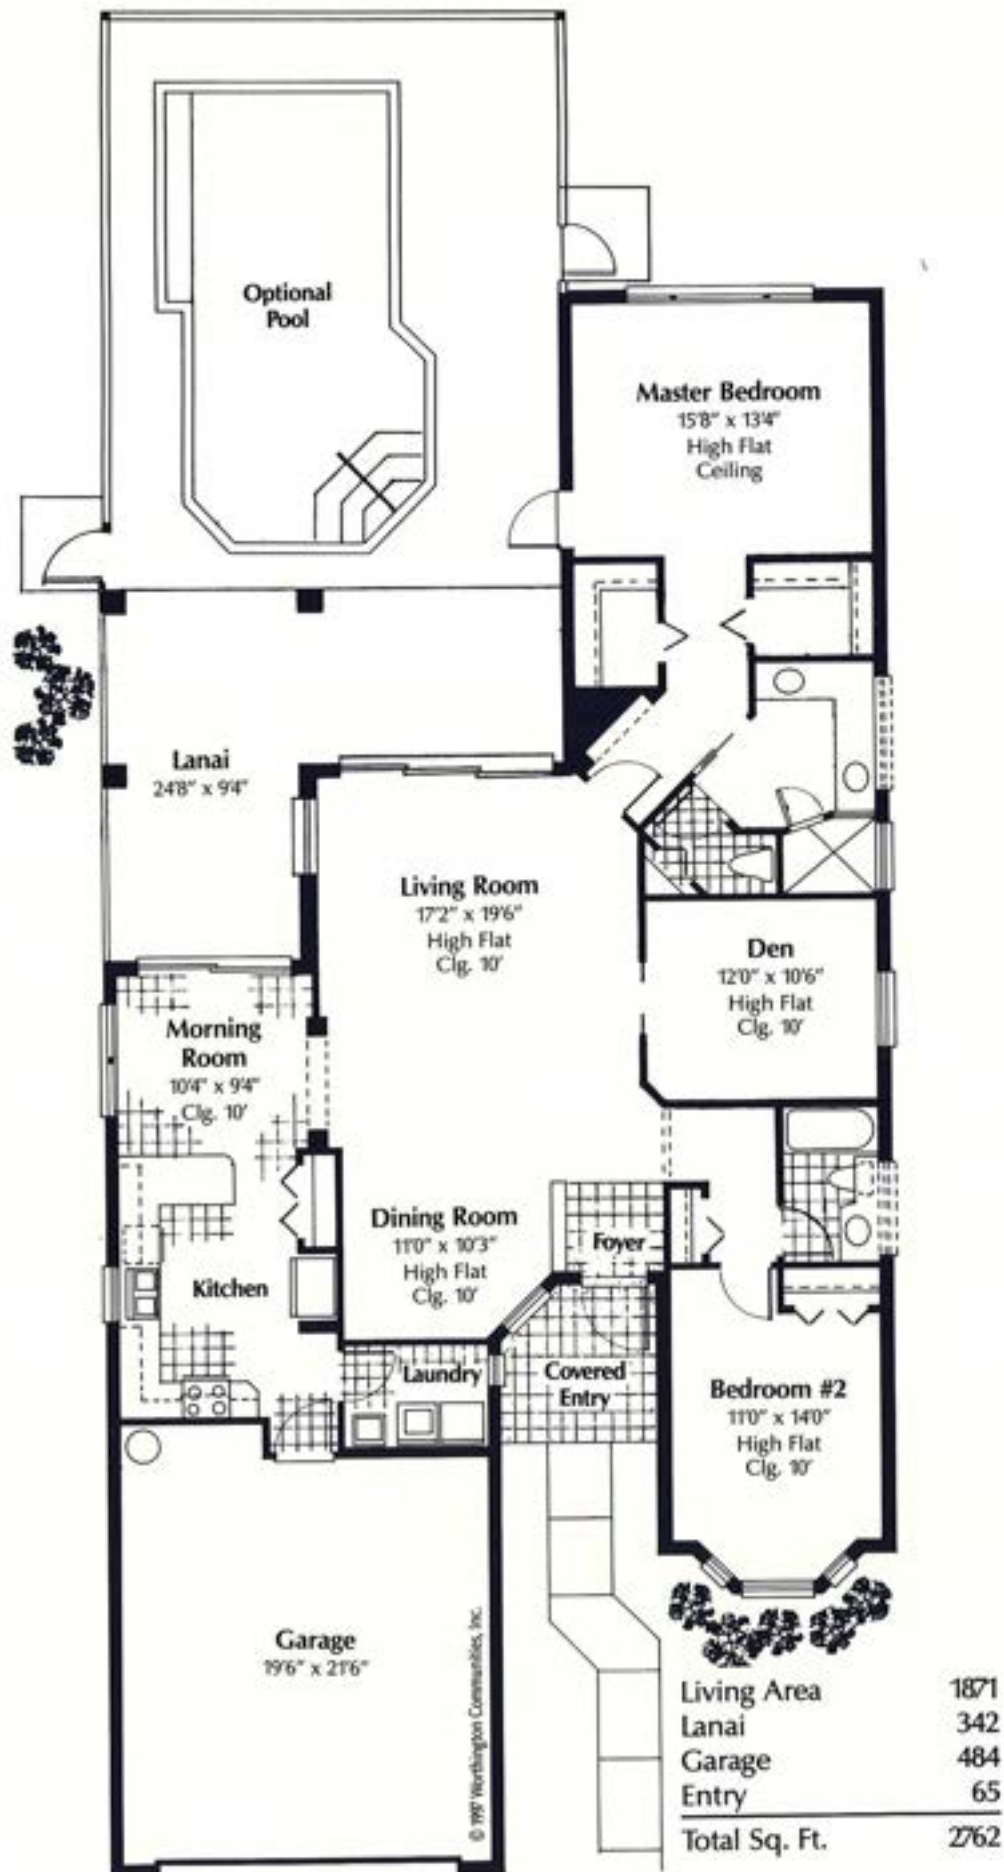 Optional
Pool
Master Bedroom
15'8" x 13'4"
High Flat
Ceiling
Lanai
24'8" x 9'4"
Living Room
17'2" x 19'6"
High Flat
Clg. 10'
Den
12'0" x 10'6"
High Flat
Clg. 10'
Morning
Room
10'4" x 9'4"
Clg. 10'
Dining Room
11'0" x 10'3"
High Flat
Clg. 10'
Foyer
Kitchen
Laundry
Covered
Entry
Bedroom #2
11'0" x 14'0"
High Flat
Clg. 10'
Garage
19'6" x 21'6"
© 1997 Worthington Communities, Inc.
Living Area 1871
Lanai 342
Garage 484
Entry 65
Total Sq. Ft. 2762